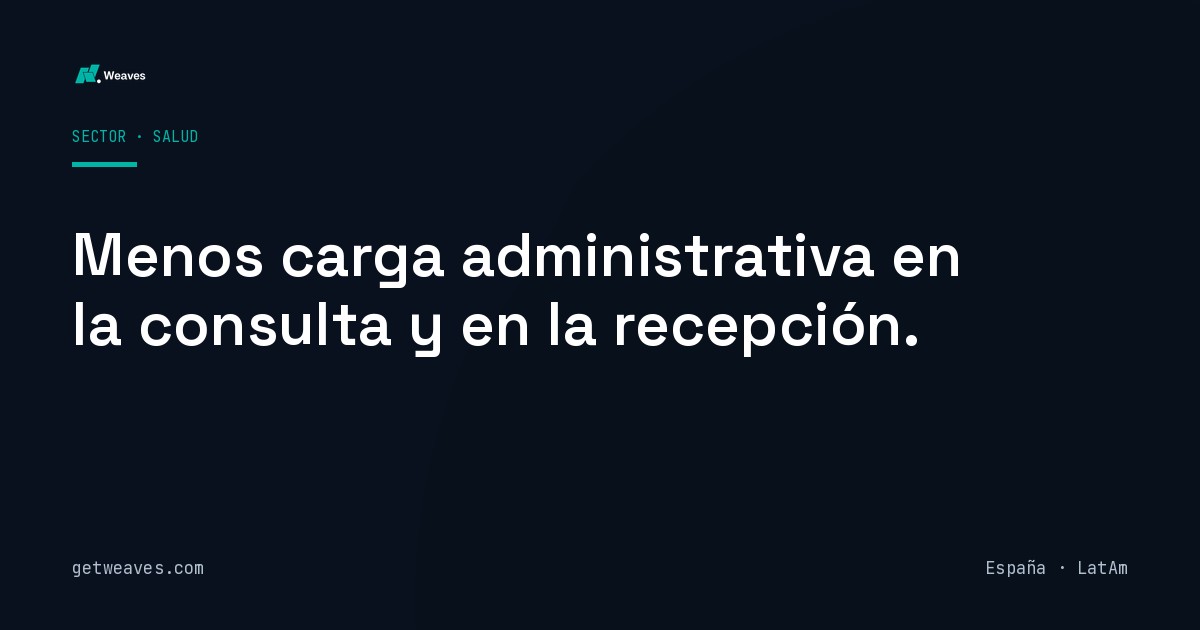 Weaves
SECTOR · SALUD
Menos carga administrativa en
la consulta y en la recepción.
getweaves.com
España · LatAm